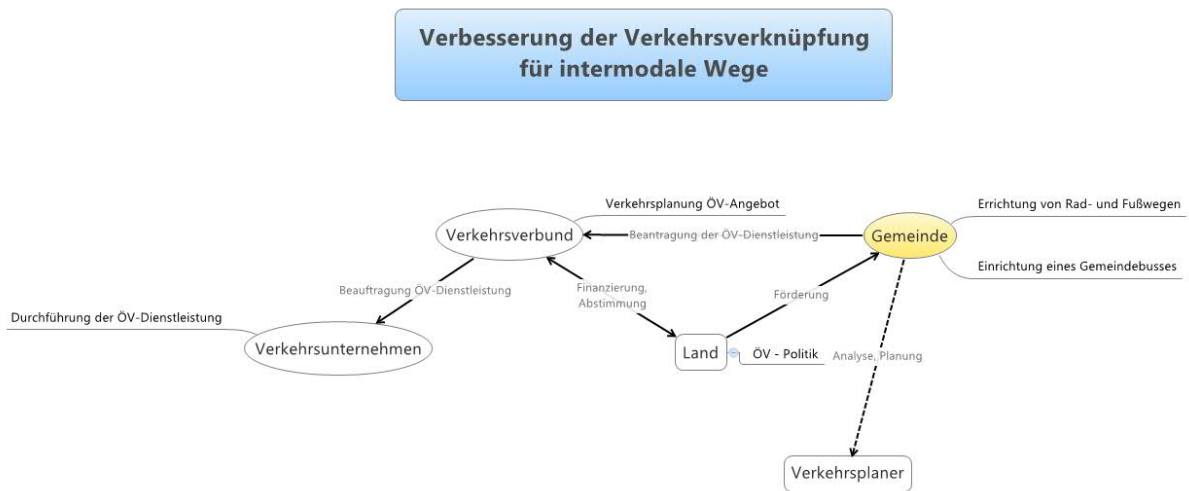 Verbesserung der Verkehrsverknüpfung
für intermodale Wege
Verkehrsplanung ÖV-Angebot
Errichtung von Rad- und Fußwegen
Verkehrsverbund
Beantragung der ÖV-Dienstleistung
Gemeinde
Einrichtung eines Gemeindebusses
Beauftragung ÖV-Dienstleistung
Finanzierung,
Abstimmung
Förderung
Durchführung der ÖV-Dienstleistung
Verkehrsunternehmen
Land
ÖV - Politik
Analyse, Planung
Verkehrsplaner